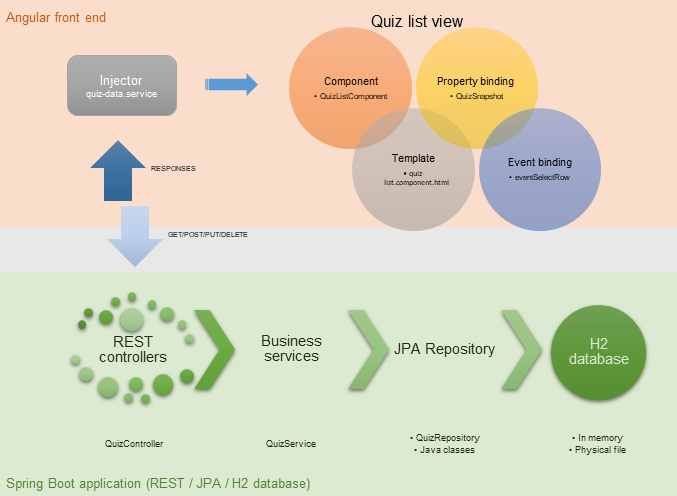 Angular front end
Quiz list view
Injector
quiz-data.service
Component
• QuizListComponent
Property binding
• QuizSnapshot
Template
• quiz-
list.component.html
Event binding
• eventSelectRow
RESPONSES
GET/POST/PUT/DELETE
REST
controllers
Business
services
JPA Repository
H2
database
QuizController
QuizService
• QuizRepository
• Java classes
• In memory
• Physical file
Spring Boot application (REST / JPA / H2 database)